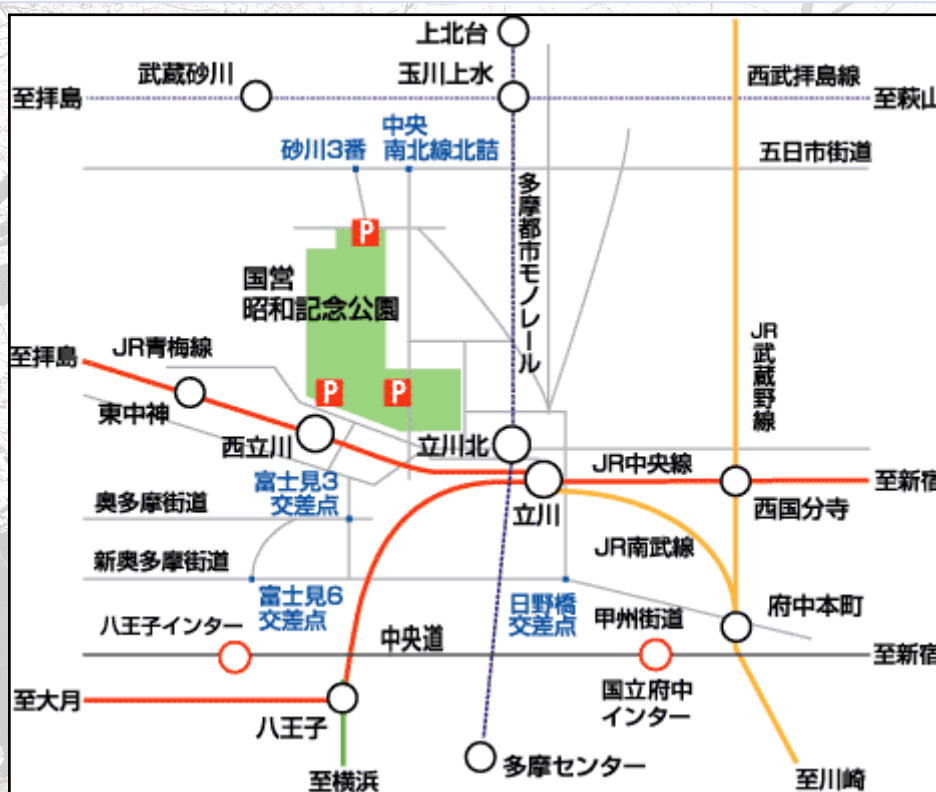 上北台
武蔵砂川
玉川上水
西武拝島線
至拝島
至萩山
中央
南北線北詰
砂川3番
五日市街道
多摩都市モノレール
P
国営
昭和記念公園
JR青梅線
至拝島
JR
武蔵野線
P
P
東中神
西立川
立川北
JR中央線
至新宿
富士見3
交差点
奥多摩街道
立川
西国分寺
新奥多摩街道
JR南武線
富士見6
交差点
日野橋
交差点
甲州街道
府中本町
八王子インター
中央道
至新宿
至大月
国立府中
インター
八王子
多摩センター
至横浜
至川崎